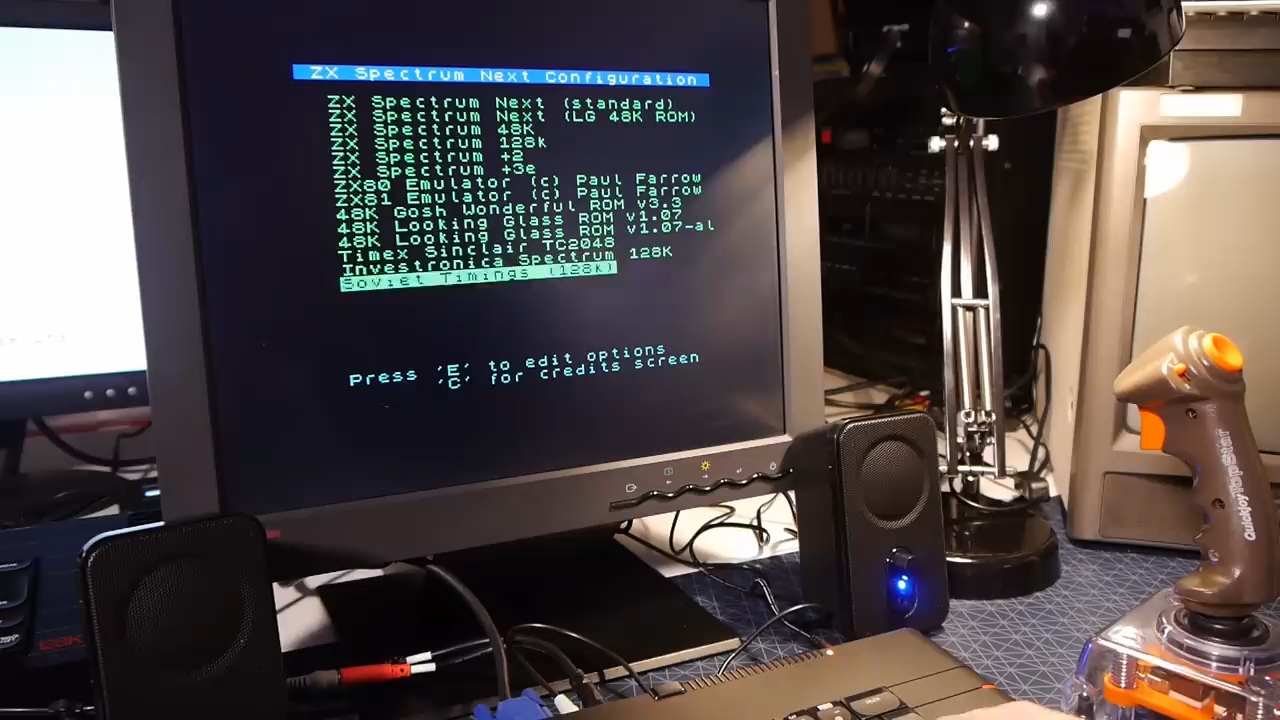 ZX Spectrum Next Configuration
ZX Spectrum Next (standard)
ZX Spectrum Next (LG 48K ROM)
ZX Spectrum 48K
ZX Spectrum 128k
ZX Spectrum +2
ZX Spectrum +3e
ZX80 Emulator (c) Paul Farrow
ZX81 Emulator (c) Paul Farrow
48K Gosh Wonderful ROM v3.3
48K Looking Glass ROM v1.07
48K Looking Glass ROM v1.07-al
Timex Sinclair TC2048
Investronica Spectrum 128K
Soviet Timings (128k)
Press 'E' to edit options
'C' for credits screen
QuickJoy TopStar
128K